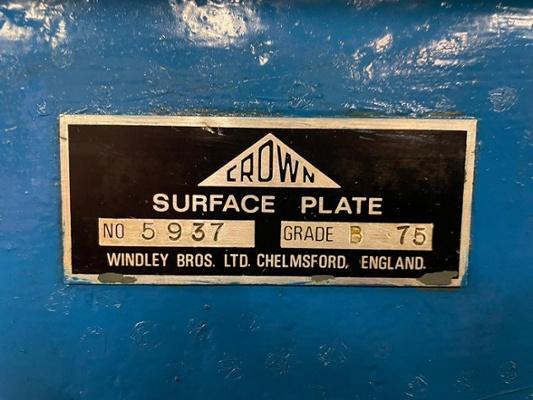 CROWN
SURFACE PLATE
NO 5937 GRADE B 75
WINDLEY BROS. LTD. CHELMSFORD, ENGLAND.